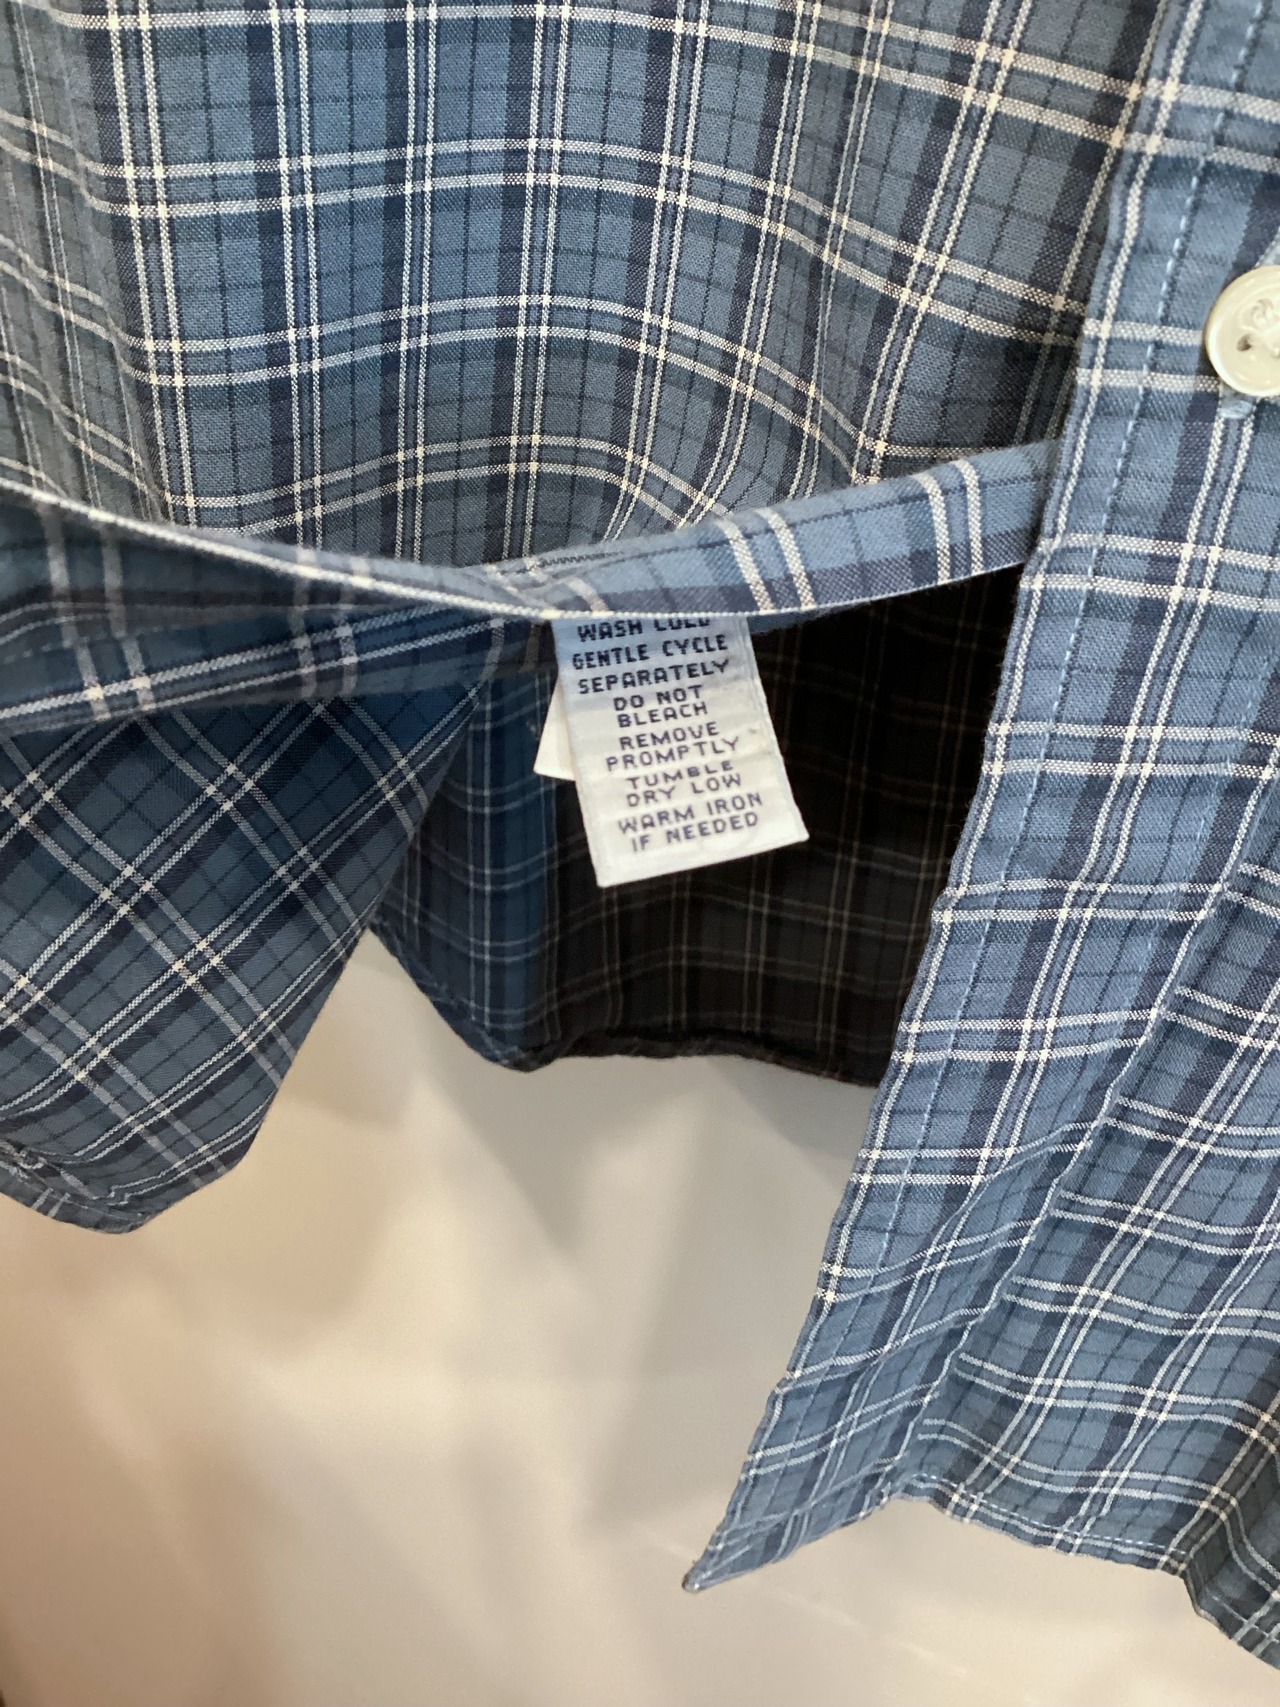 WASH COLD
GENTLE CYCLE
SEPARATELY
DO NOT
BLEACH
REMOVE
PROMPTLY
TUMBLE
DRY LOW
WARM IRON
IF NEEDED